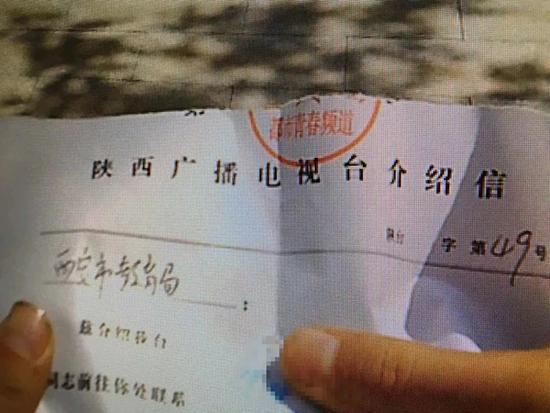 都市青春频道
陕西广播电视台介绍信
陕台 字第49号
西安市教育局：
兹介绍我台
同志前往你处联系